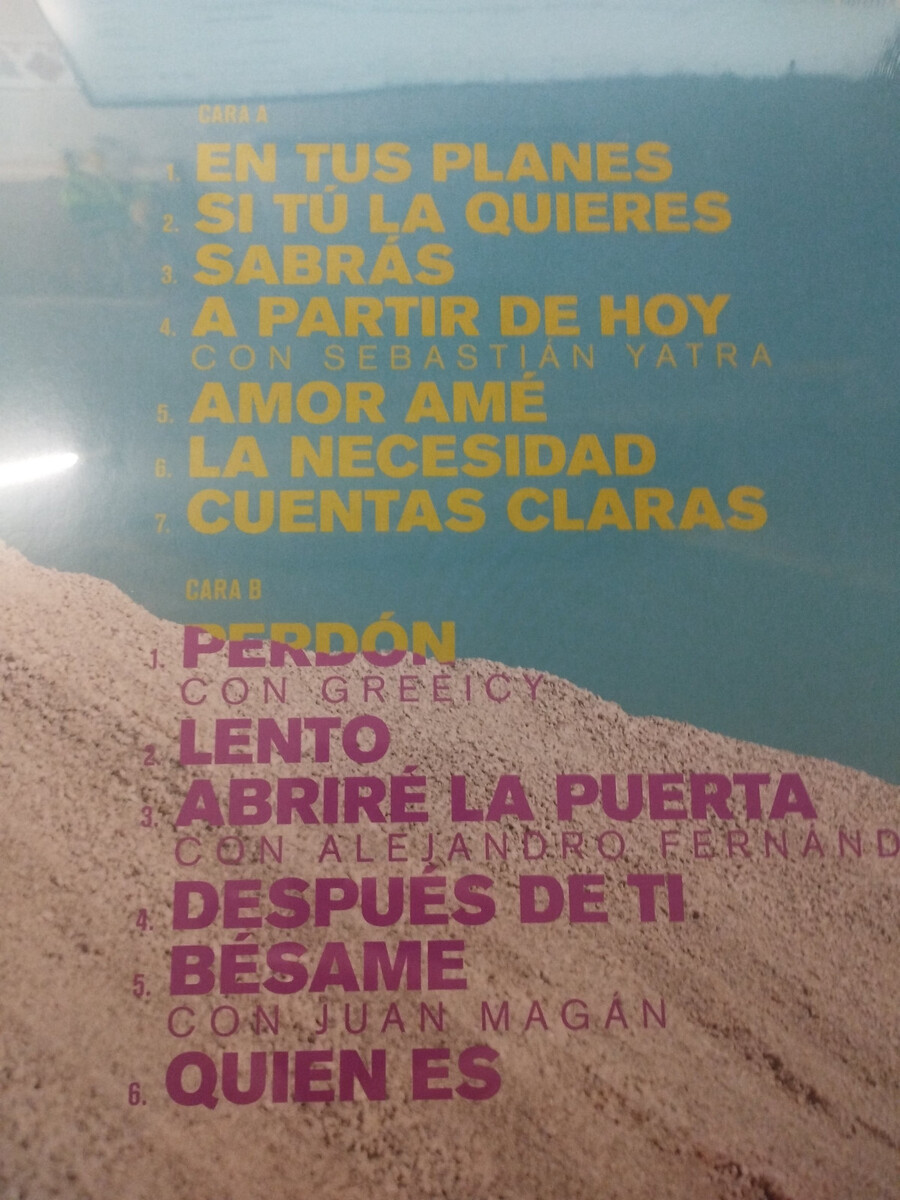 CARA A
1. EN TUS PLANES
2. SI TÚ LA QUIERES
3. SABRÁS
4. A PARTIR DE HOY
CON SEBASTIÁN YATRA
5. AMOR AMÉ
6. LA NECESIDAD
7. CUENTAS CLARAS
CARA B
1. PERDÓN
CON GREEICY
2. LENTO
3. ABRIRÉ LA PUERTA
CON ALEJANDRO FERNÁND
4. DESPUÉS DE TI
5. BÉSAME
CON JUAN MAGÁN
6. QUIEN ES